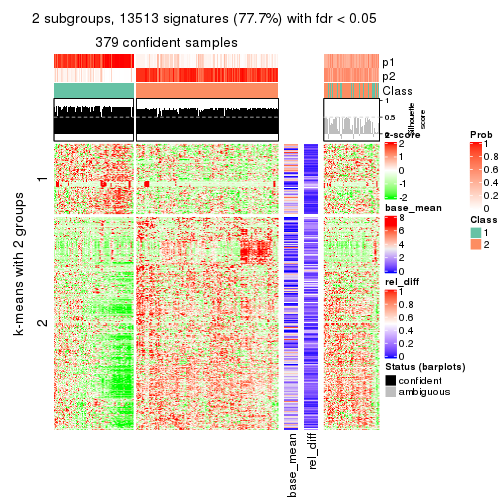 2 subgroups, 13513 signatures (77.7%) with fdr < 0.05
379 confident samples
p1
p2
Class
1
0.5
0
Silhouette
score
k-means with 2 groups
1
2
base_mean
rel_diff
z-score
2
1
0
-1
-2
base_mean
8
6
4
2
0
rel_diff
1
0.8
0.6
0.4
0.2
0
Status (barplots)
confident
ambiguous
Prob
1
0.8
0.6
0.4
0.2
0
Class
1
2